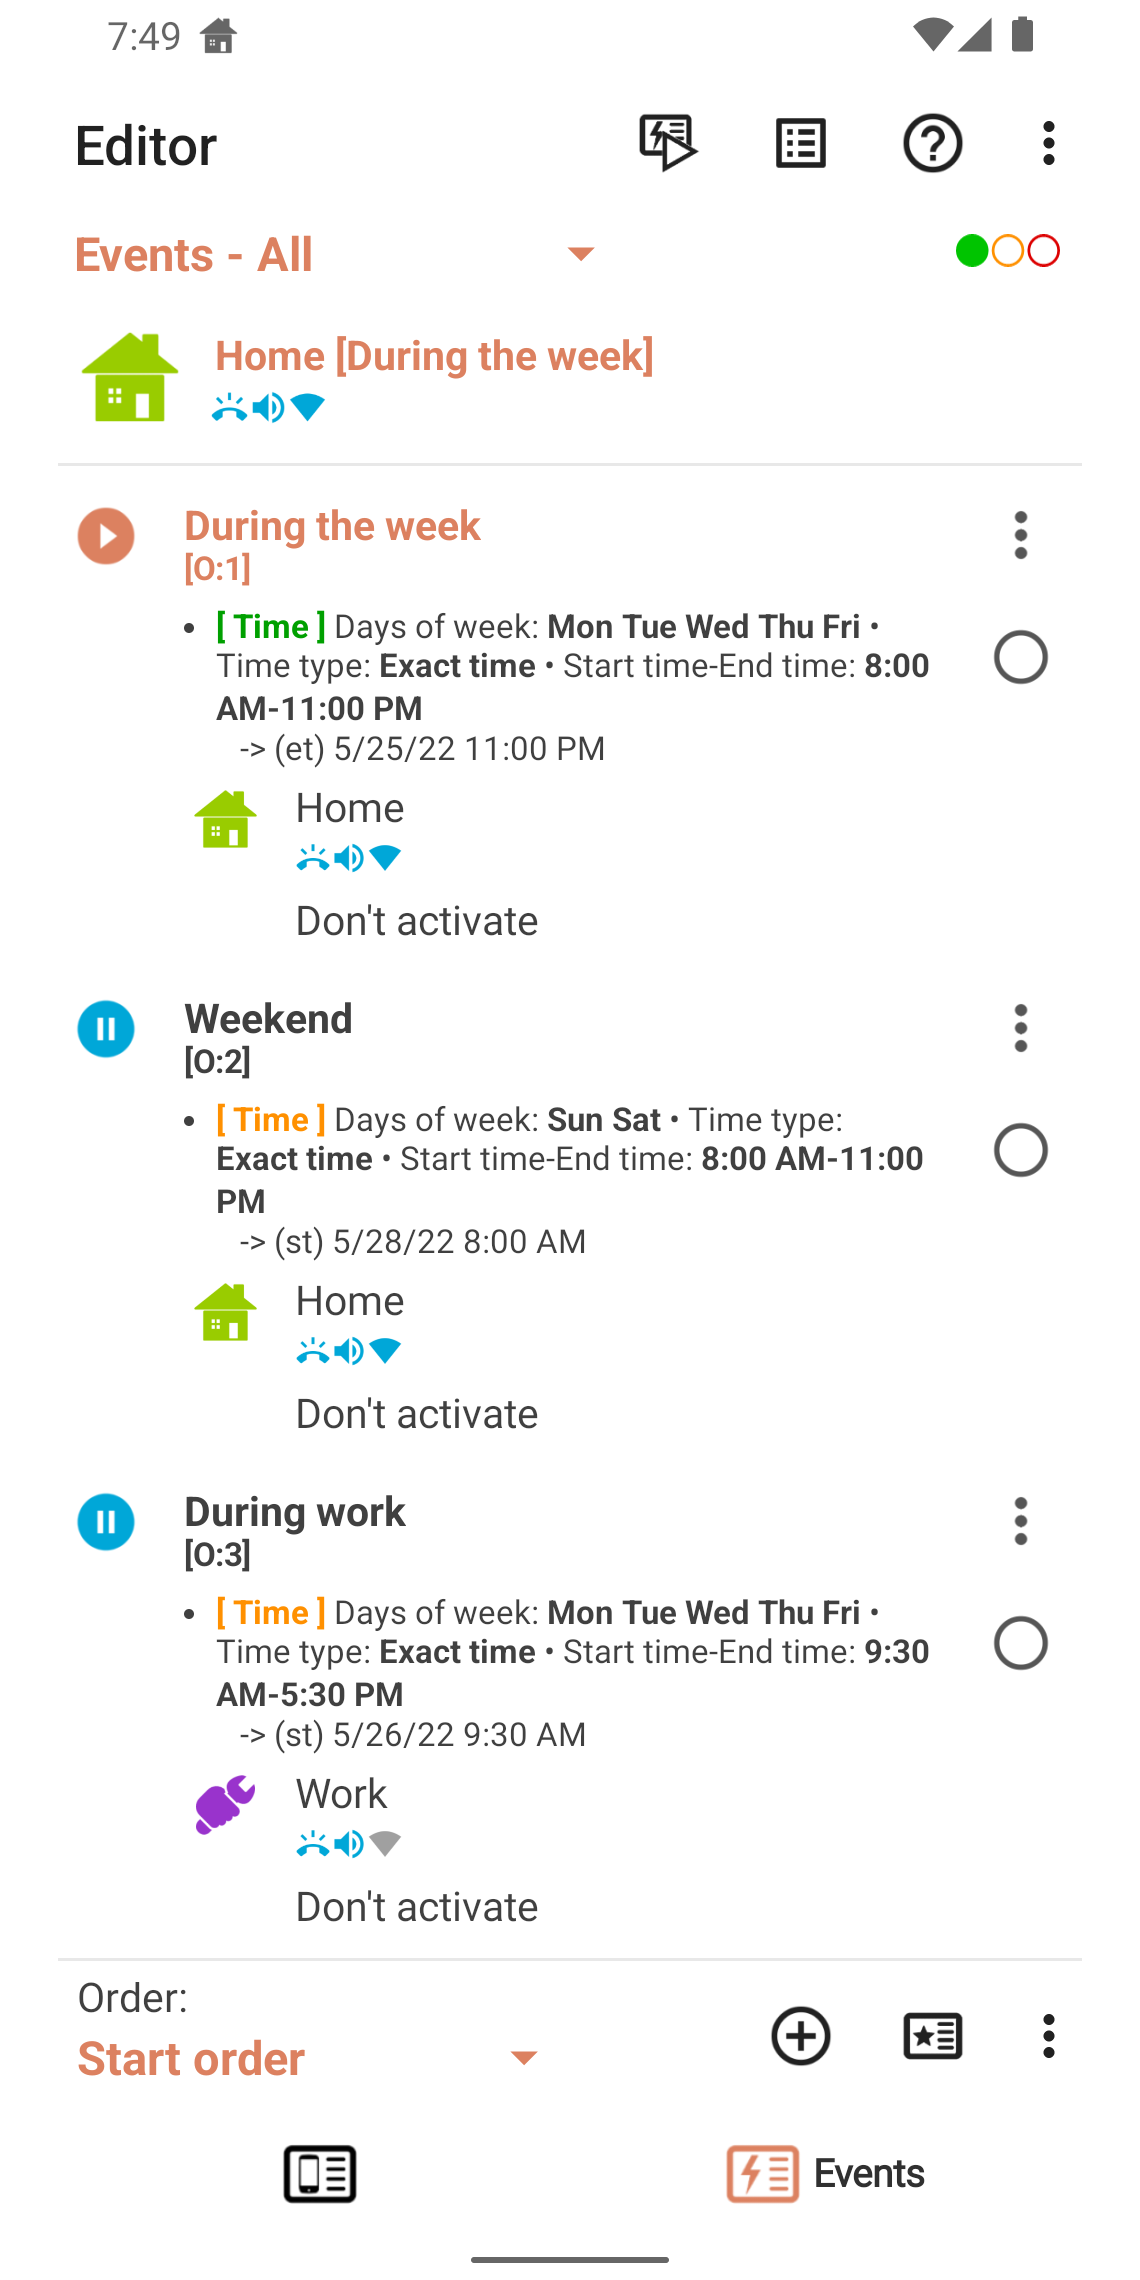 7:49
Editor
Events - All
Home [During the week]
During the week
[O:1]
• [ Time ] Days of week: Mon Tue Wed Thu Fri •
Time type: Exact time • Start time-End time: 8:00
AM-11:00 PM
-> (et) 5/25/22 11:00 PM
Home
Don't activate
Weekend
[O:2]
• [ Time ] Days of week: Sun Sat • Time type:
Exact time • Start time-End time: 8:00 AM-11:00
PM
-> (st) 5/28/22 8:00 AM
Home
Don't activate
During work
[O:3]
• [ Time ] Days of week: Mon Tue Wed Thu Fri •
Time type: Exact time • Start time-End time: 9:30
AM-5:30 PM
-> (st) 5/26/22 9:30 AM
Work
Don't activate
Order:
Start order
Events